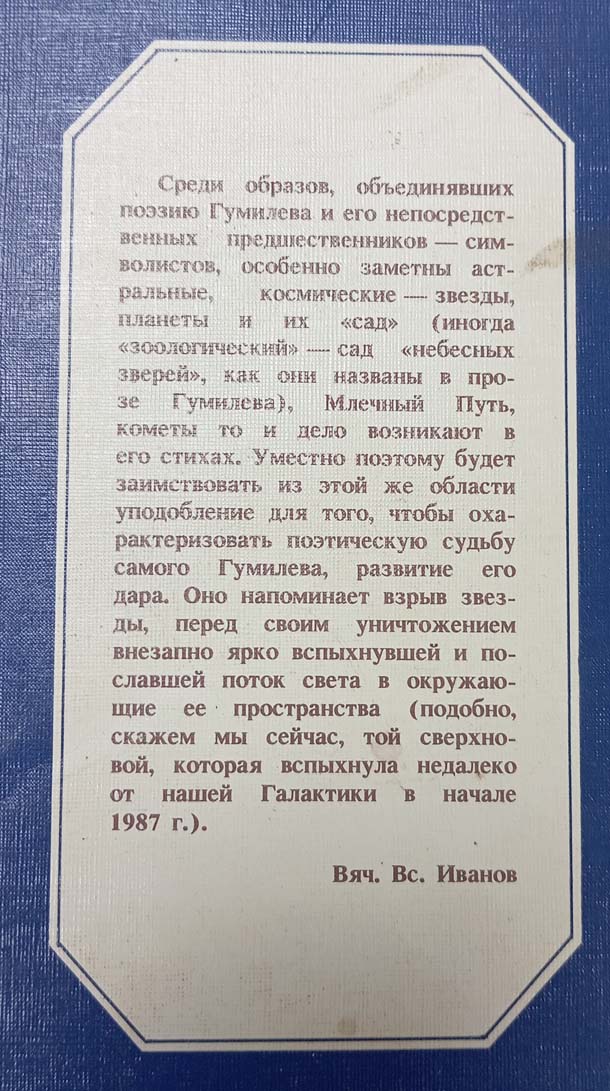 Среди образов, объединявших
поэзию Гумилева и его непосредст-
венных предшественников — сим-
волистов, особенно заметны аст-
ральные, космические — звезды,
планеты и их «сад» (иногда
«зоологический» — сад «небесных
зверей», как они названы в про-
зе Гумилева), Млечный Путь,
кометы то и дело возникают в
его стихах. Уместно поэтому будет
заимствовать из этой же области
уподобление для того, чтобы оха-
рактеризовать поэтическую судьбу
самого Гумилева, развитие его
дара. Оно напоминает взрыв звез-
ды, перед своим уничтожением
внезапно ярко вспыхнувшей и по-
славшей поток света в окружаю-
щие ее пространства (подобно,
скажем мы сейчас, той сверхно-
вой, которая вспыхнула недалеко
от нашей Галактики в начале
1987 г.).
Вяч. Вс. Иванов